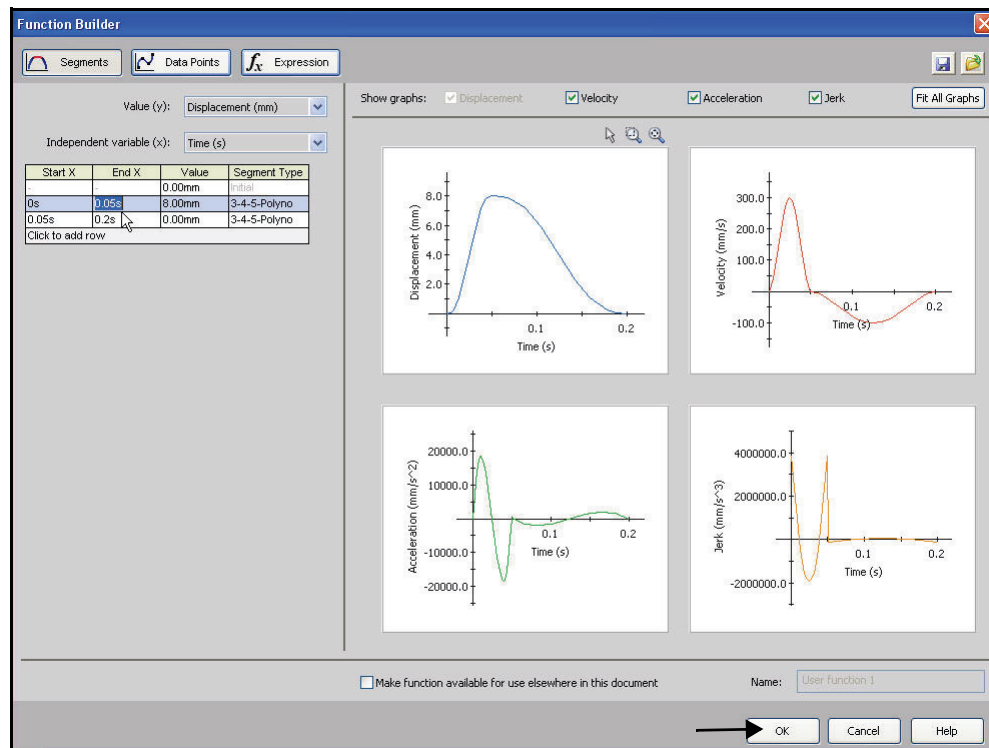 Function Builder
Segments Data Points fx Expression
Value (y): Displacement (mm)
Independent variable (x): Time (s)
Start X End X Value Segment Type
- - 0.00mm Initial
0s 0.05s 8.00mm 3-4-5-Polyno
0.05s 0.2s 0.00mm 3-4-5-Polyno
Click to add row
Show graphs: Displacement Velocity Acceleration Jerk Fit All Graphs
8.0
6.0
4.0
2.0
Displacement (mm)
0.1 0.2
Time (s)
300.0
200.0
100.0
-100.0
Velocity (mm/s)
0.1 0.2
Time (s)
20000.0
10000.0
-10000.0
-20000.0
Acceleration (mm/s^2)
0.1 0.2
Time (s)
4000000.0
2000000.0
-2000000.0
Jerk (mm/s^3)
0.1 0.2
Time (s)
Make function available for use elsewhere in this document
Name: User function 1
OK Cancel Help